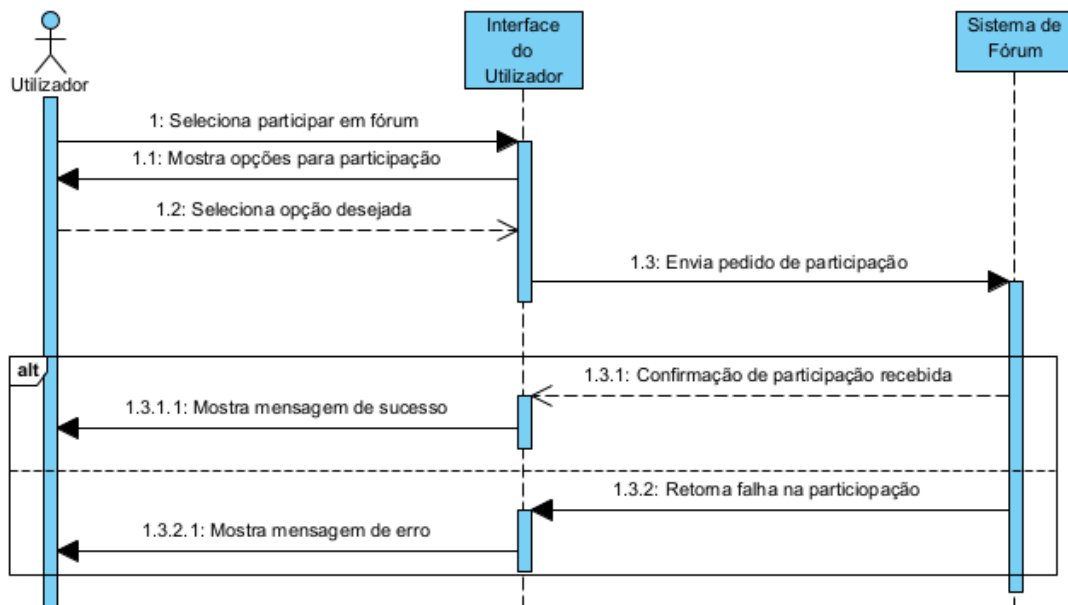 Utilizador
Interface
do
Utilizador
Sistema de
Fórum
1: Seleciona participar em fórum
1.1: Mostra opções para participação
1.2: Seleciona opção desejada
1.3: Envia pedido de participação
alt
1.3.1: Confirmação de participação recebida
1.3.1.1: Mostra mensagem de sucesso
1.3.2: Retorna falha na particiopação
1.3.2.1: Mostra mensagem de erro